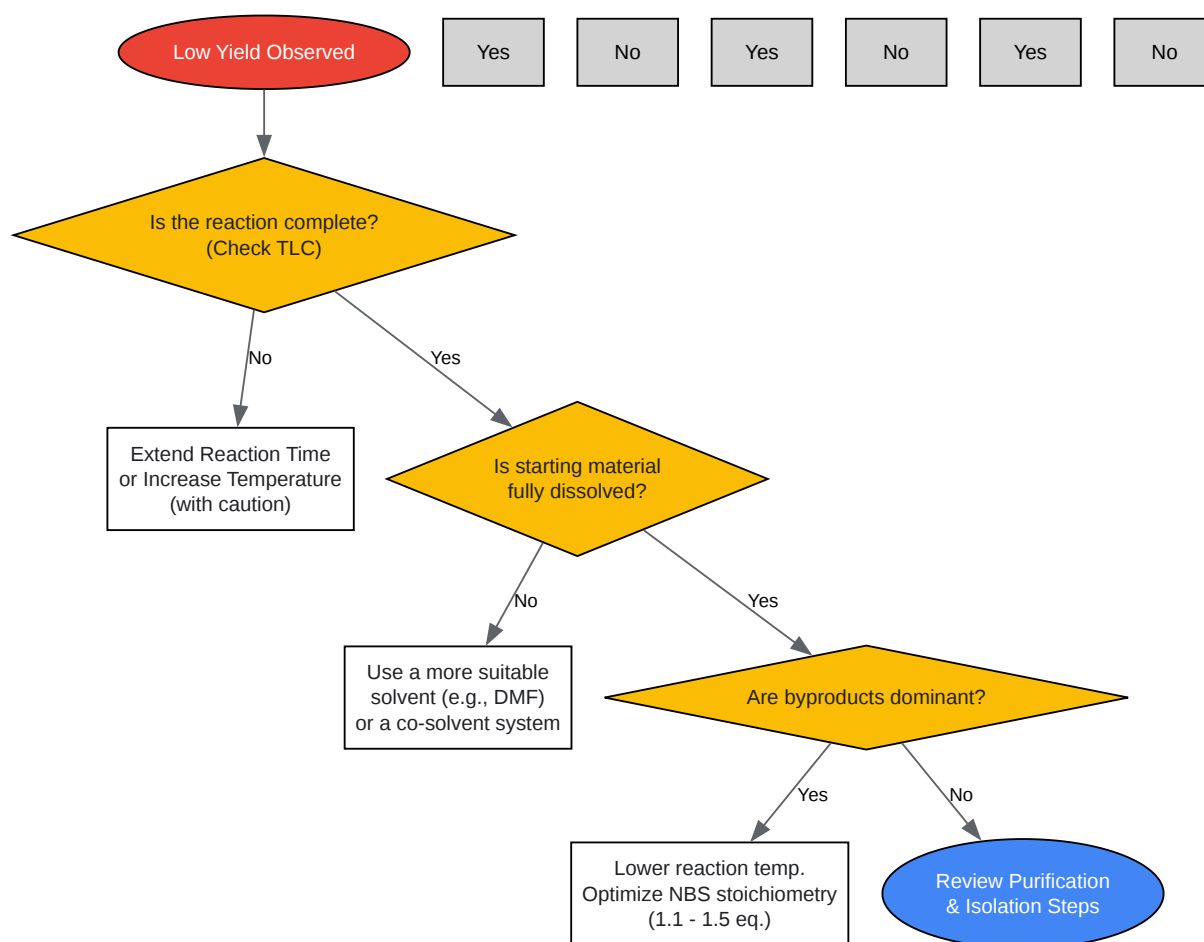 Low Yield Observed
Yes
No
Yes
No
Yes
No
Is the reaction complete?
(Check TLC)
No
Yes
Extend Reaction Time
or Increase Temperature
(with caution)
Is starting material
fully dissolved?
No
Yes
Use a more suitable
solvent (e.g., DMF)
or a co-solvent system
Are byproducts dominant?
Yes
No
Lower reaction temp.
Optimize NBS stoichiometry
(1.1 - 1.5 eq.)
Review Purification
& Isolation Steps